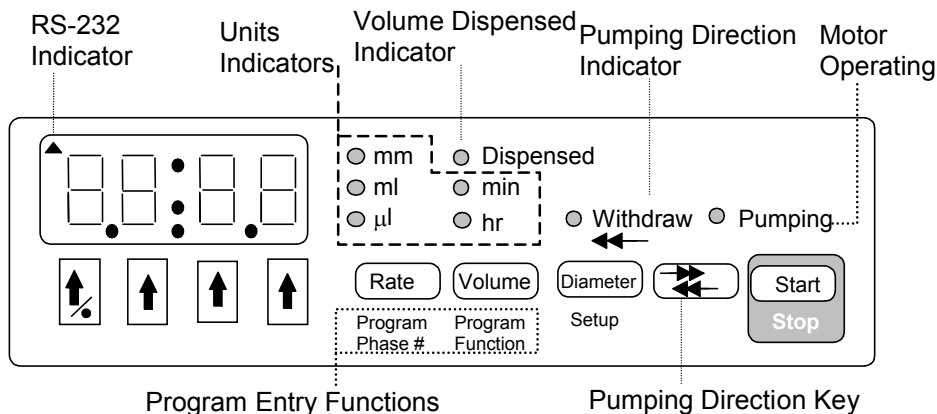 RS-232
Indicator
Units
Indicators
Volume Dispensed
Indicator
Pumping Direction
Indicator
Motor
Operating
mm
Dispensed
ml
min
µl
hr
Withdraw
Pumping
Rate
Volume
Diameter
Start
Program
Phase #
Program
Function
Setup
Stop
Program Entry Functions
Pumping Direction Key